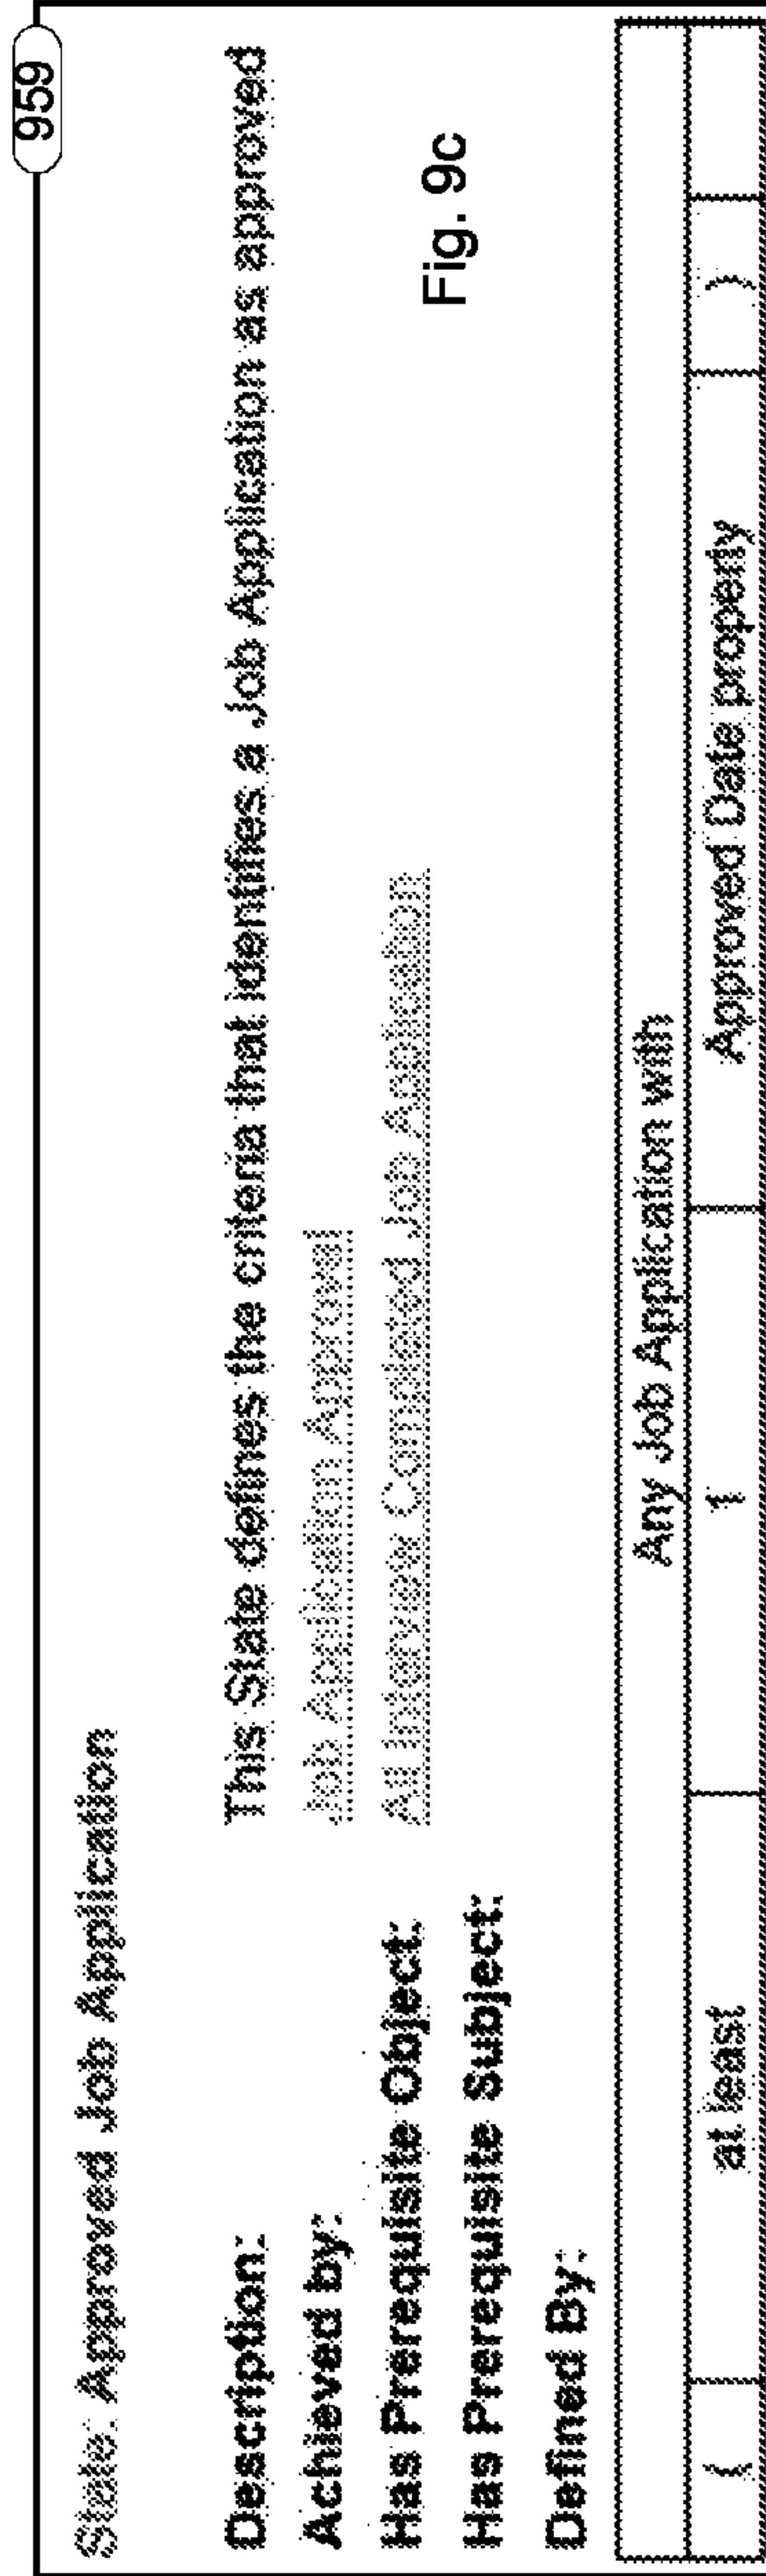 959
State: Approved Job Application
Description: This State defines the criteria that identifies a Job Application as approved
Achieved by: Job Application Approval
Has Prerequisite Object: All Interview Completed Job Application
Has Prerequisite Subject:
Fig. 9c
Defined By:
Any Job Application with
( at least 1 Approved Date property )